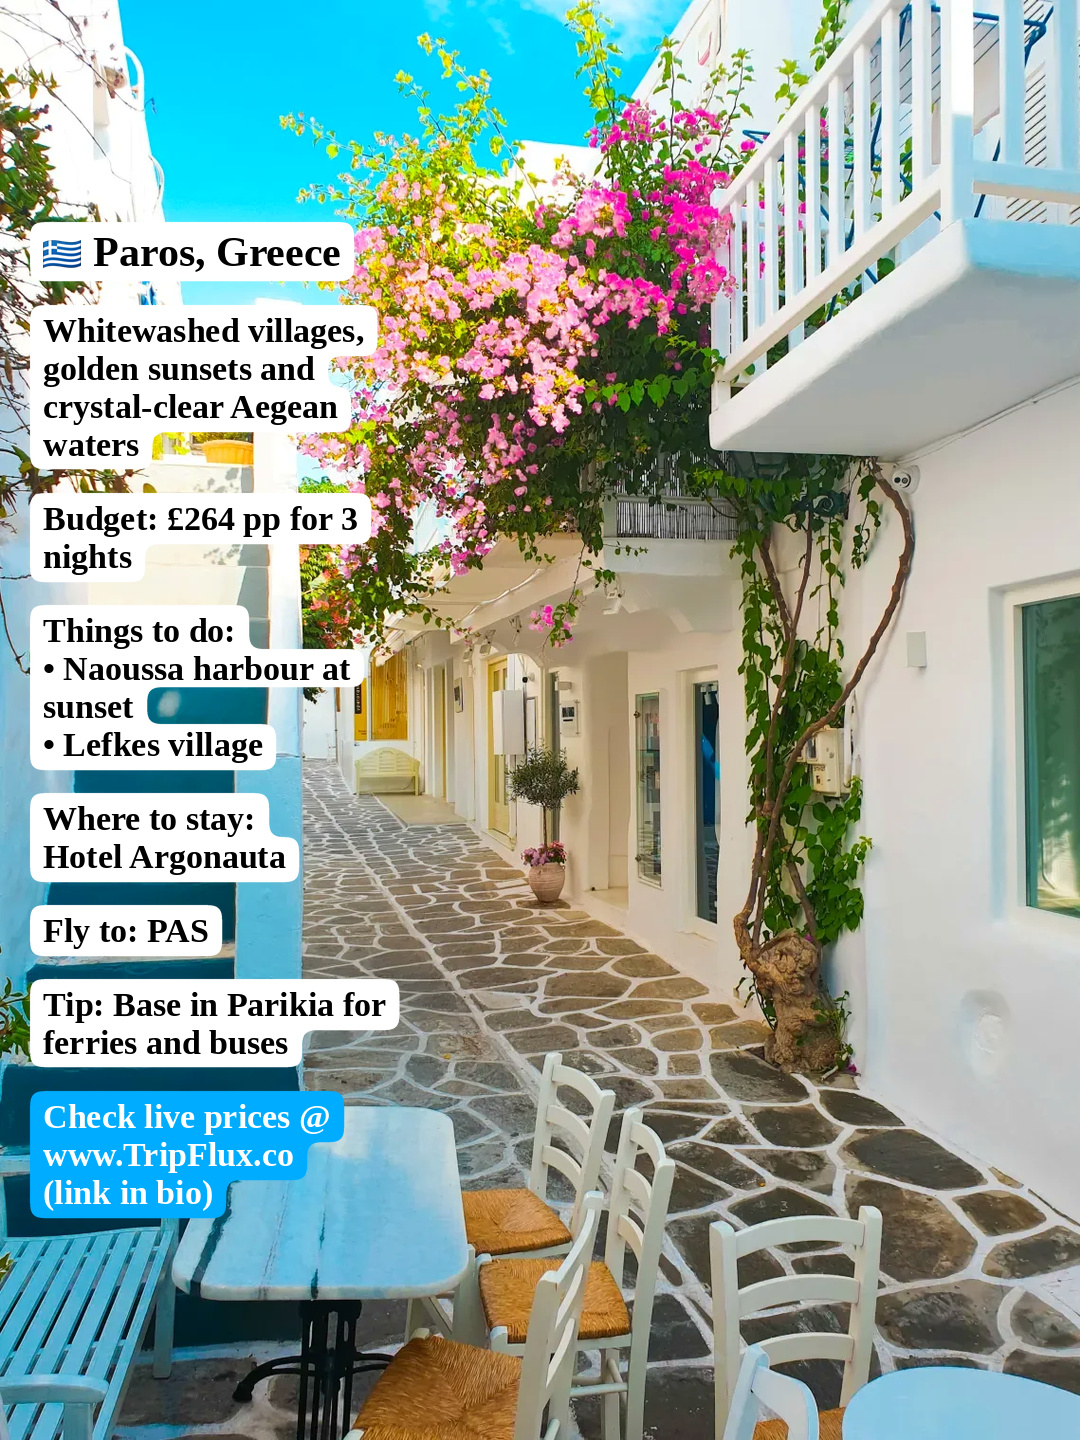 🇬🇷 Paros, Greece
Whitewashed villages,
golden sunsets and
crystal-clear Aegean
waters
Budget: £264 pp for 3
nights
Things to do:
• Naoussa harbour at
sunset
• Lefkes village
Where to stay:
Hotel Argonauta
Fly to: PAS
Tip: Base in Parikia for
ferries and buses
Check live prices @
www.TripFlux.co
(link in bio)